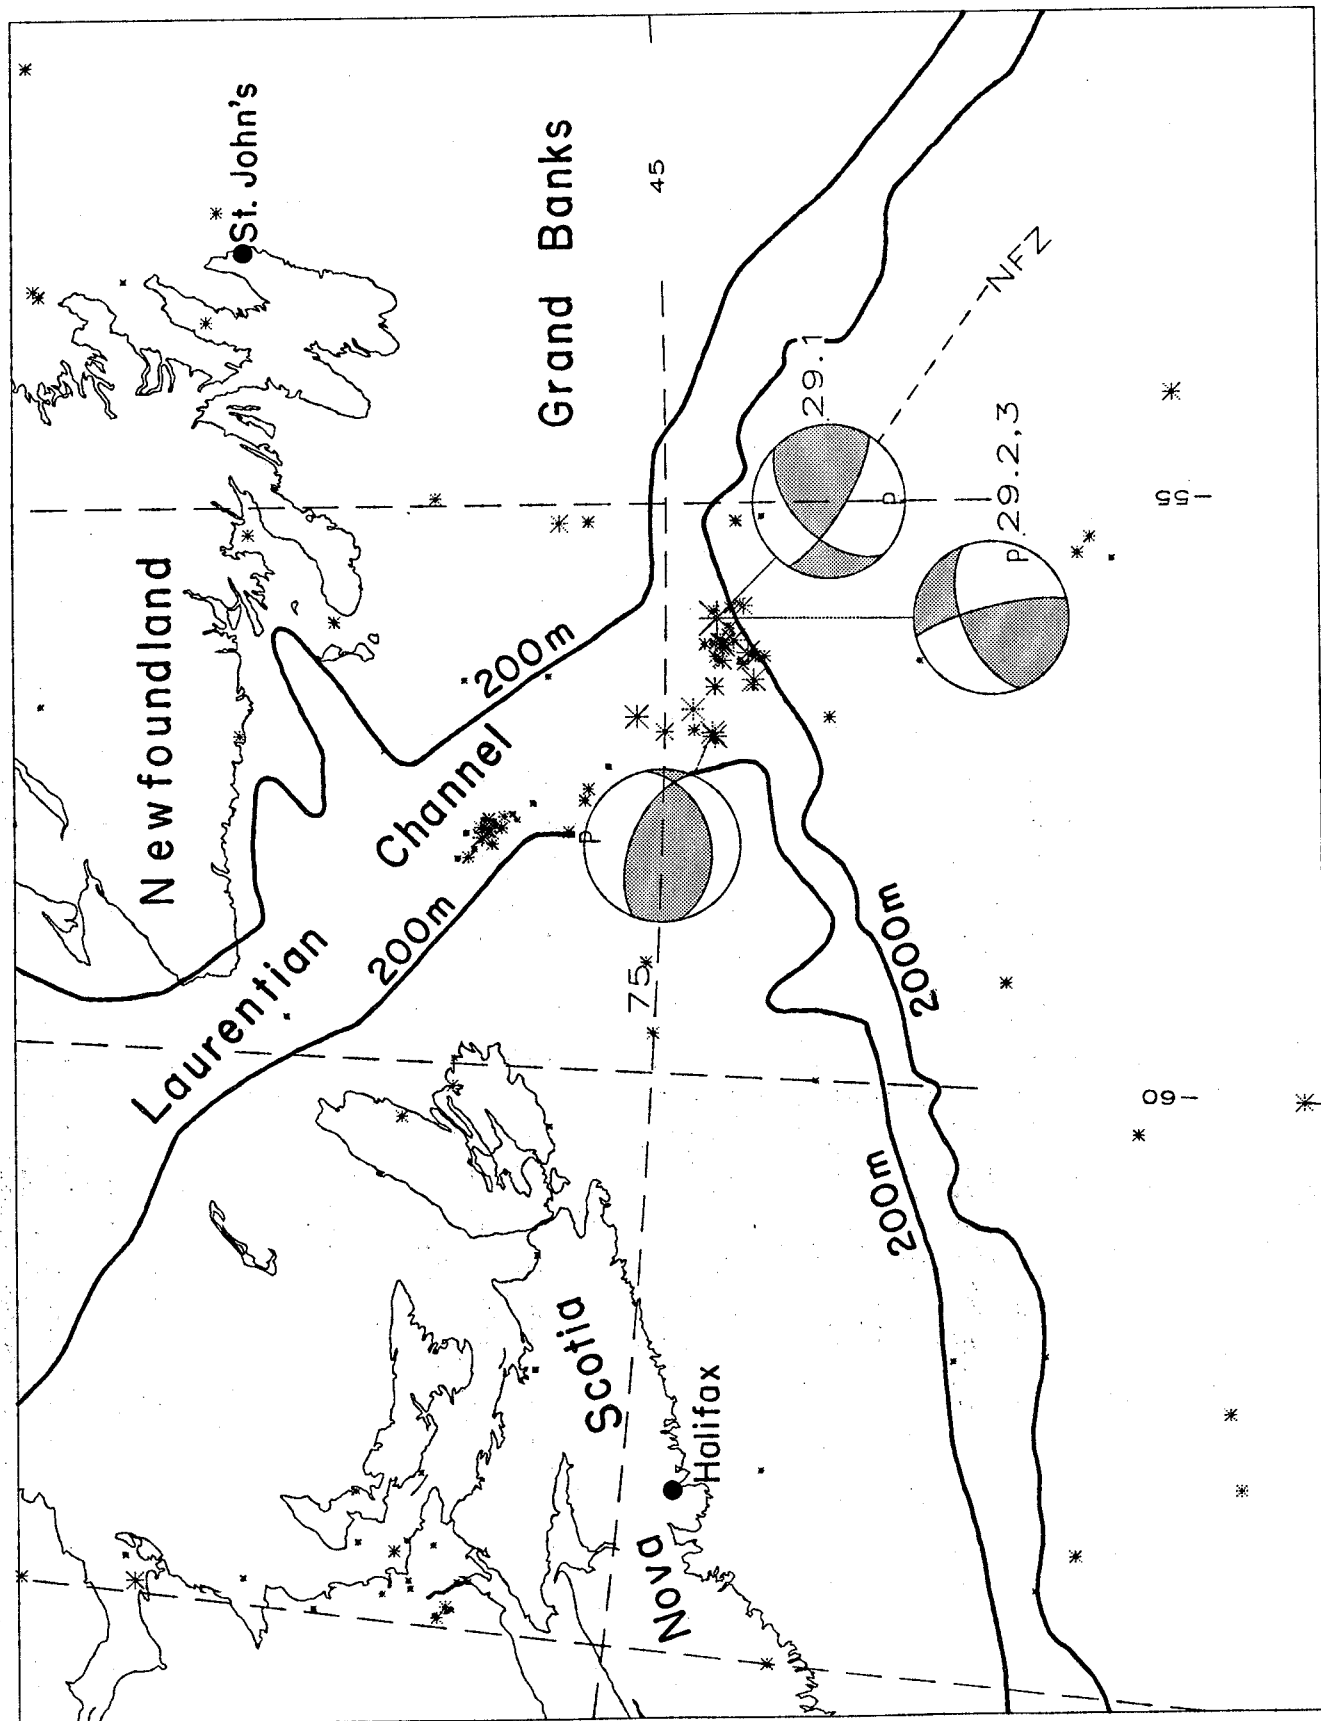 St. John's
Grand Banks
45
Newfoundland
200m
Channel
Laurentian
200m
NFZ
29.1
P
55
29.2,3
P
P
75
2000m
200m
60
Nova Scotia
Halifax